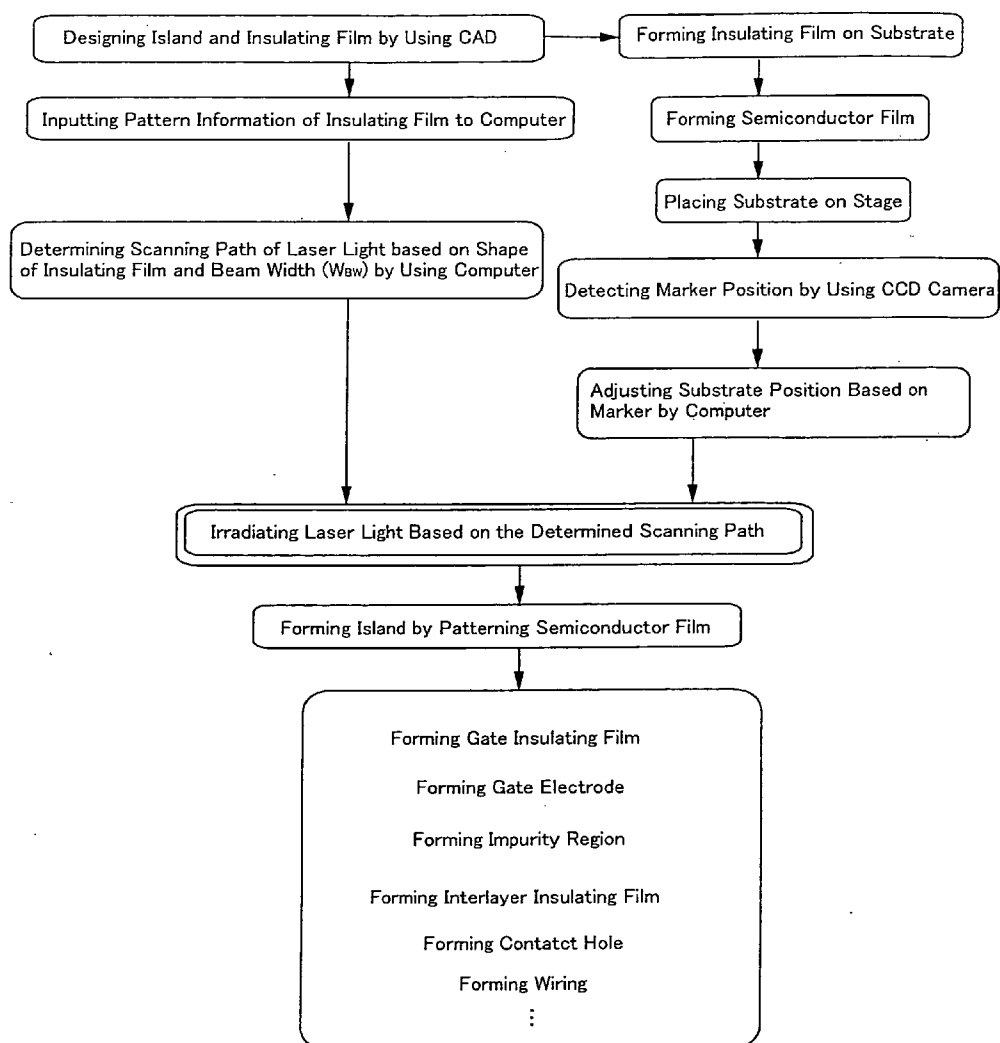 Designing Island and Insulating Film by Using CAD
Forming Insulating Film on Substrate
Inputting Pattern Information of Insulating Film to Computer
Forming Semiconductor Film
Placing Substrate on Stage
Determining Scanning Path of Laser Light based on Shape
of Insulating Film and Beam Width (WBW) by Using Computer
Detecting Marker Position by Using CCD Camera
Adjusting Substrate Position Based on
Marker by Computer
Irradiating Laser Light Based on the Determined Scanning Path
Forming Island by Patterning Semiconductor Film
Forming Gate Insulating Film
Forming Gate Electrode
Forming Impurity Region
Forming Interlayer Insulating Film
Forming Contatct Hole
Forming Wiring
⋮